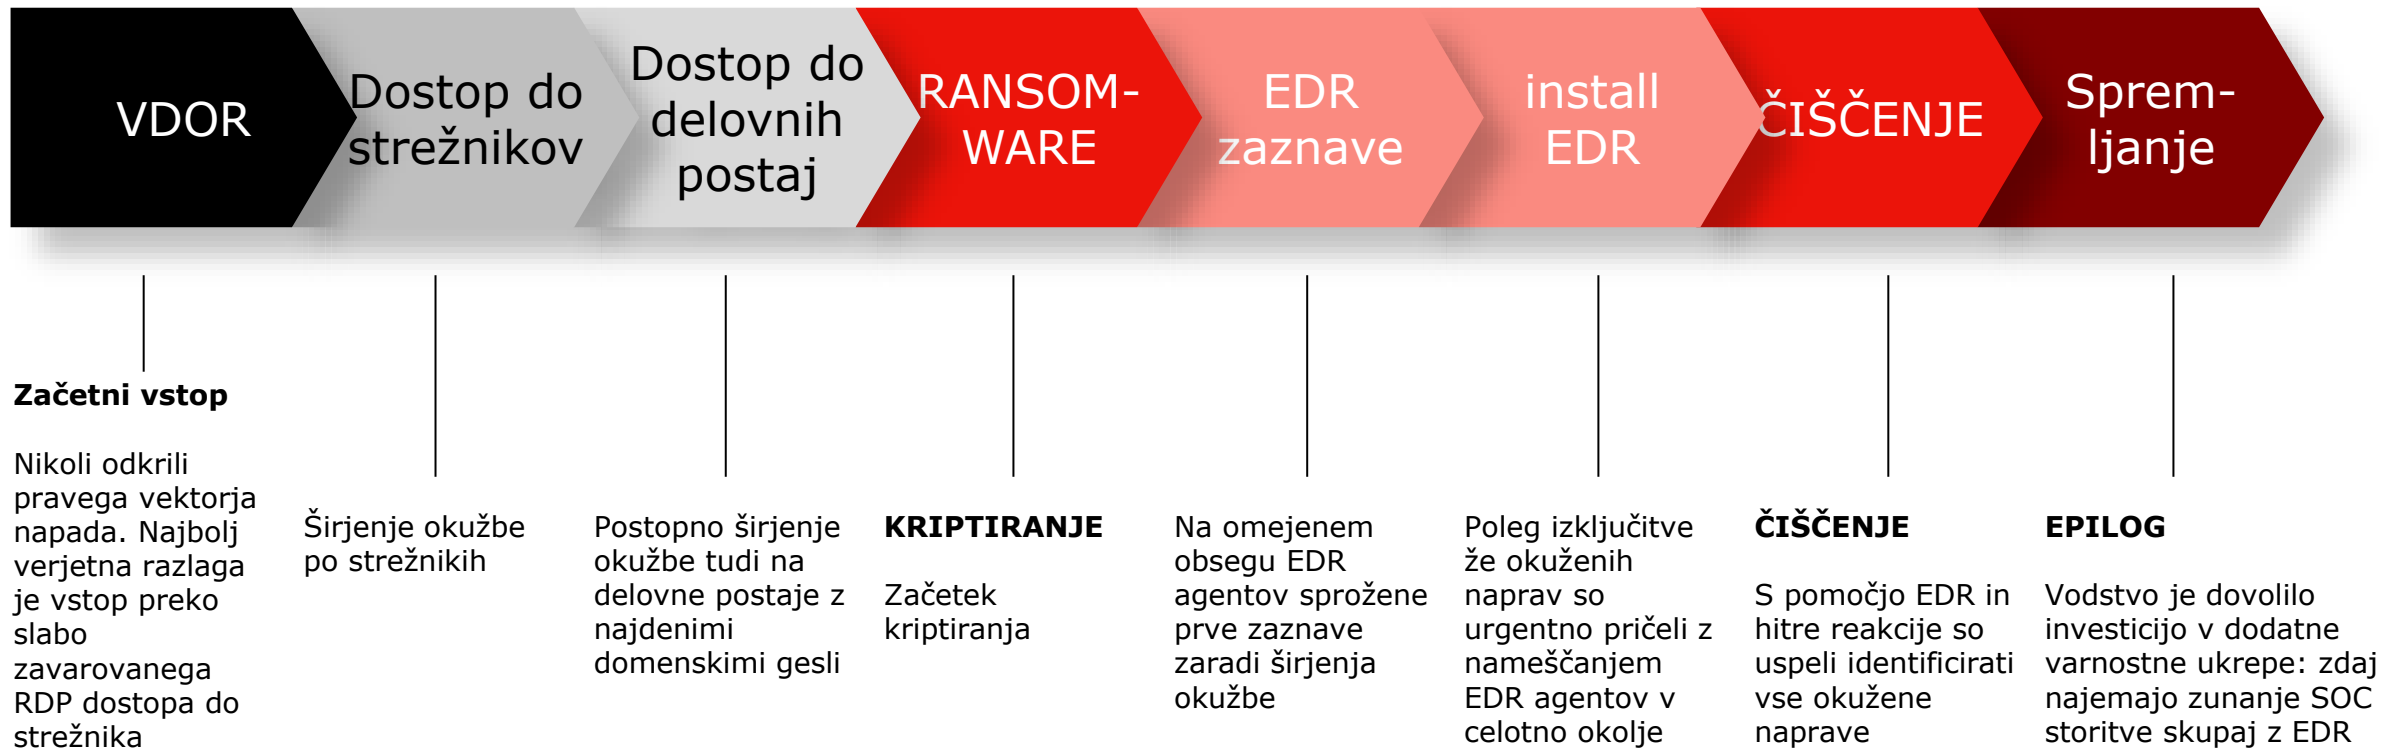 VDOR
Dostop do
strežnikov
Dostop do
delovnih
postaj
RANSOM-
WARE
EDR
zaznave
install
EDR
ČIŠČENJE
Sprem-
ljanje
Začetni vstop
Nikoli odkrili
pravega vektorja
napada. Najbolj
verjetna razlaga
je vstop preko
slabo
zavarovanega
RDP dostopa do
strežnika
Širjenje okužbe
po strežnikih
Postopno širjenje
okužbe tudi na
delovne postaje z
najdenimi
domenskimi gesli
KRIPTIRANJE
Začetek
kriptiranja
Na omejenem
obsegu EDR
agentov sprožene
prve zaznave
zaradi širjenja
okužbe
Poleg izključitve
že okuženih
naprav so
urgentno pričeli z
nameščanjem
EDR agentov v
celotno okolje
ČIŠČENJE
S pomočjo EDR in
hitre reakcije so
uspeli identificirati
vse okužene
naprave
EPILOG
Vodstvo je dovolilo
investicijo v dodatne
varnostne ukrepe: zdaj
najemajo zunanje SOC
storitve skupaj z EDR